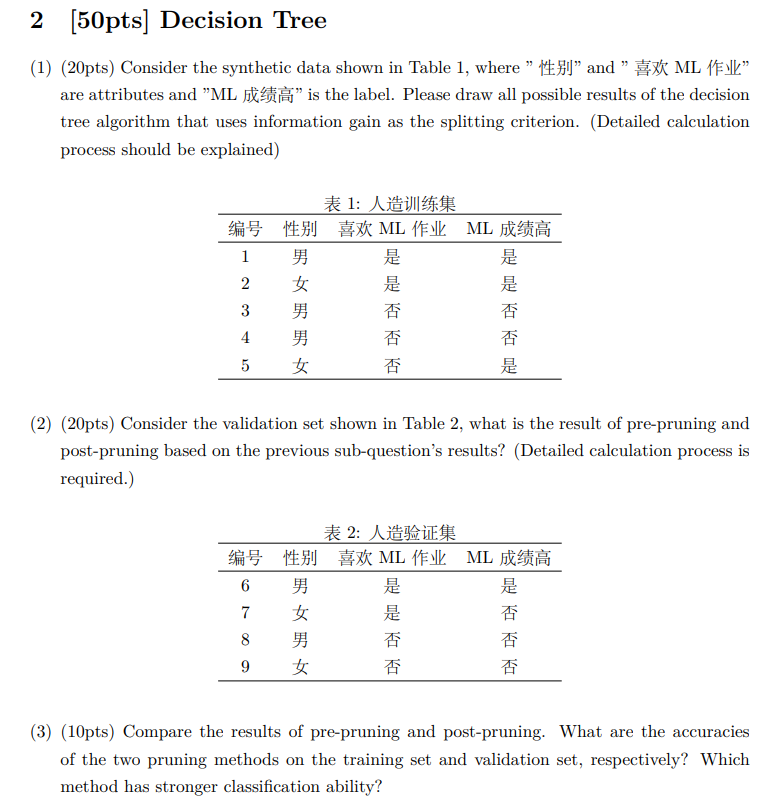 2 [50pts] Decision Tree
(1) (20pts) Consider the synthetic data shown in Table 1, where ” 性别” and ” 喜欢 ML 作业”
are attributes and ”ML 成绩高” is the label. Please draw all possible results of the decision
tree algorithm that uses information gain as the splitting criterion. (Detailed calculation
process should be explained)
表 1: 人造训练集
编号 性别 喜欢 ML 作业 ML 成绩高
1 男 是 是
2 女 是 是
3 男 否 否
4 男 否 否
5 女 否 是
(2) (20pts) Consider the validation set shown in Table 2, what is the result of pre-pruning and
post-pruning based on the previous sub-question’s results? (Detailed calculation process is
required.)
表 2: 人造验证集
编号 性别 喜欢 ML 作业 ML 成绩高
6 男 是 是
7 女 是 否
8 男 否 否
9 女 否 否
(3) (10pts) Compare the results of pre-pruning and post-pruning. What are the accuracies
of the two pruning methods on the training set and validation set, respectively? Which
method has stronger classification ability?